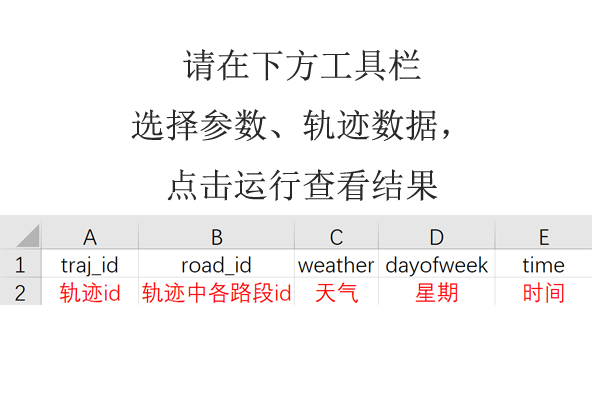 请在下方工具栏
选择参数、轨迹数据，
点击运行查看结果
A B C D E
1 traj_id road_id weather dayofweek time
2 轨迹id 轨迹中各路段id 天气 星期 时间